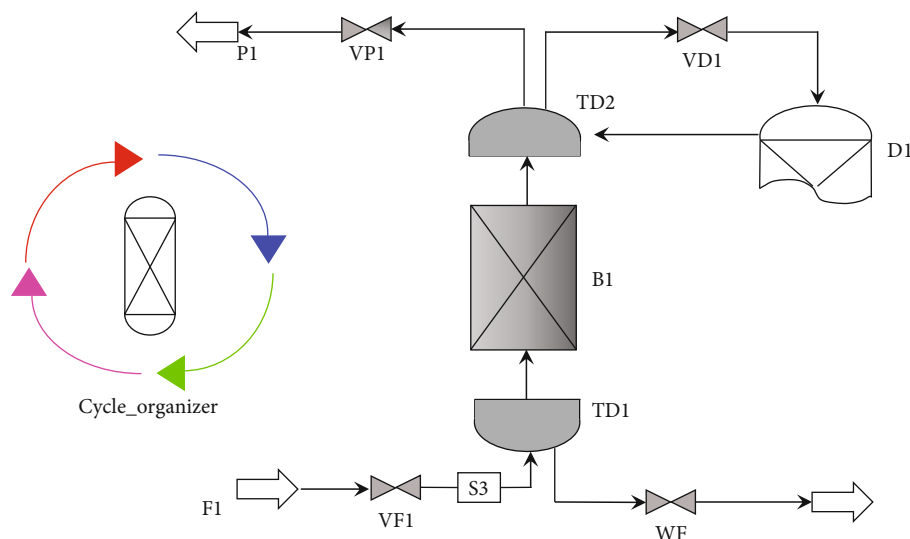 P1
VP1
VD1
TD2
D1
B1
Cycle_organizer
TD1
F1
VF1
S3
WF